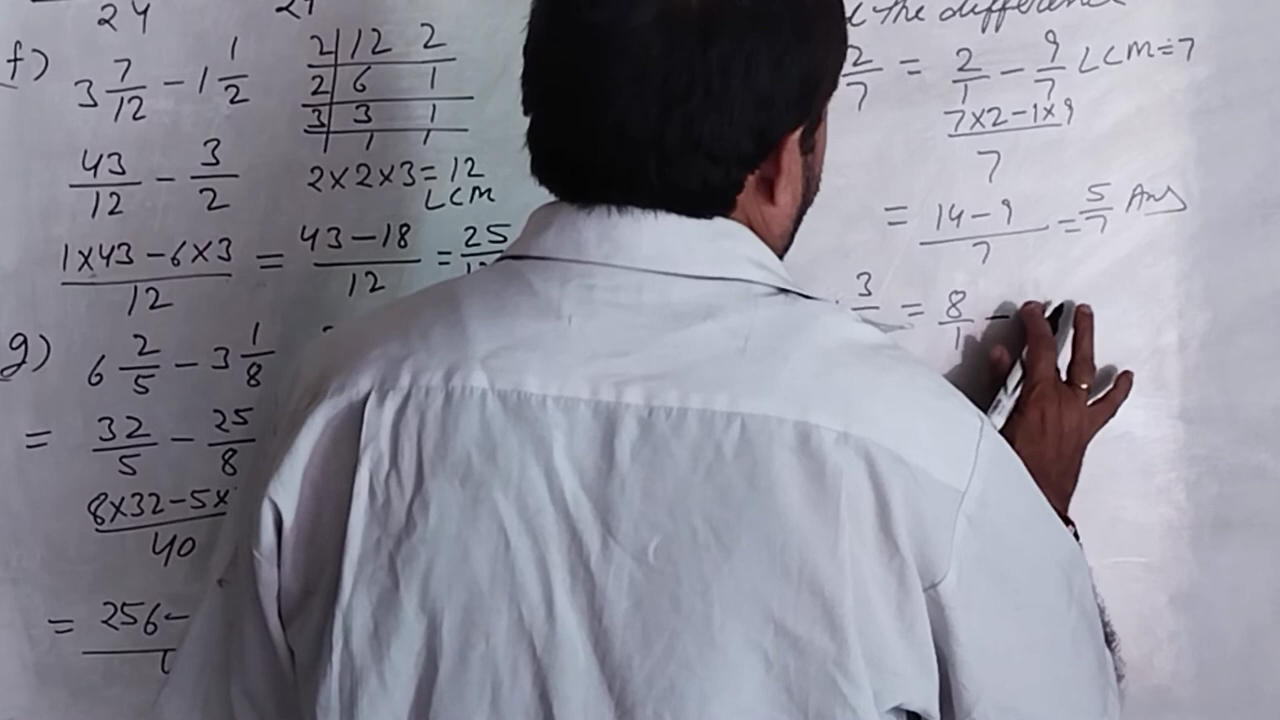 24
24
f) 3 7/12 - 1 1/2
2 | 12 2
2 | 6 1
3 | 3 1
1 1
43/12 - 3/2
2×2×3=12
LCM
1×43-6×3/12 = 43-18/12 = 25
g) 6 2/5 - 3 1/8
= 32/5 - 25/8
8×32-5×
40
= 256-
the difference
2/7 = 2/1 - 9/7 LCM=7
7×2-1×9
7
= 14-9/7 = 5/7 Ans
3 = 8/1 -